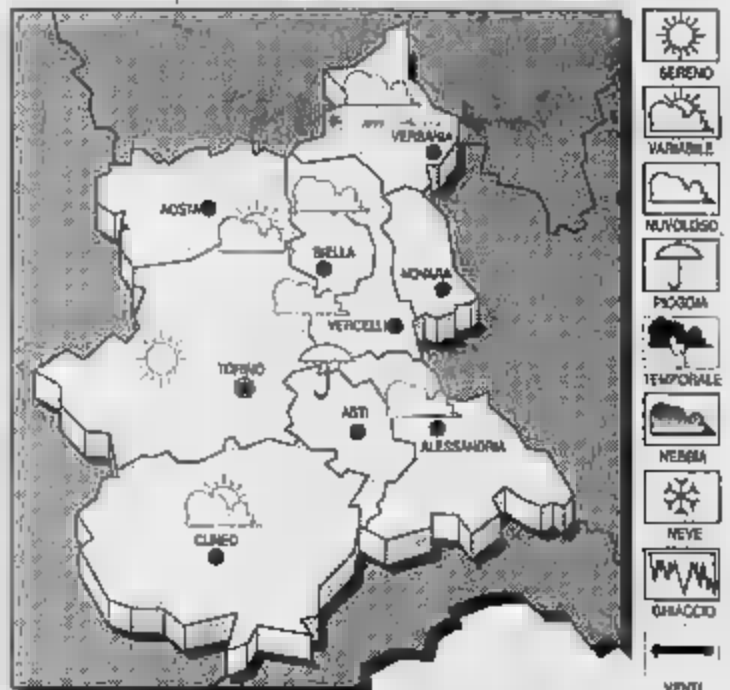 SERENO
VARIABILE
NUVOLOSO
PIOGGIA
TEMPORALE
NEBBIA
NEVE
GHIACCIO
VENTI
VERBANIA
AOSTA
BIELLA
NOVARA
VERCELLI
TORINO
ASTI
ALESSANDRIA
CUNEO